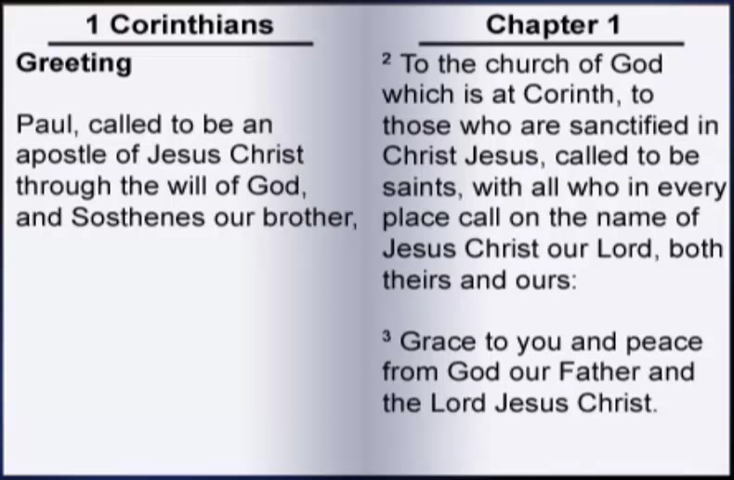 1 Corinthians
Greeting
Paul, called to be an
apostle of Jesus Christ
through the will of God,
and Sosthenes our brother,
Chapter 1
² To the church of God
which is at Corinth, to
those who are sanctified in
Christ Jesus, called to be
saints, with all who in every
place call on the name of
Jesus Christ our Lord, both
theirs and ours:
³ Grace to you and peace
from God our Father and
the Lord Jesus Christ.